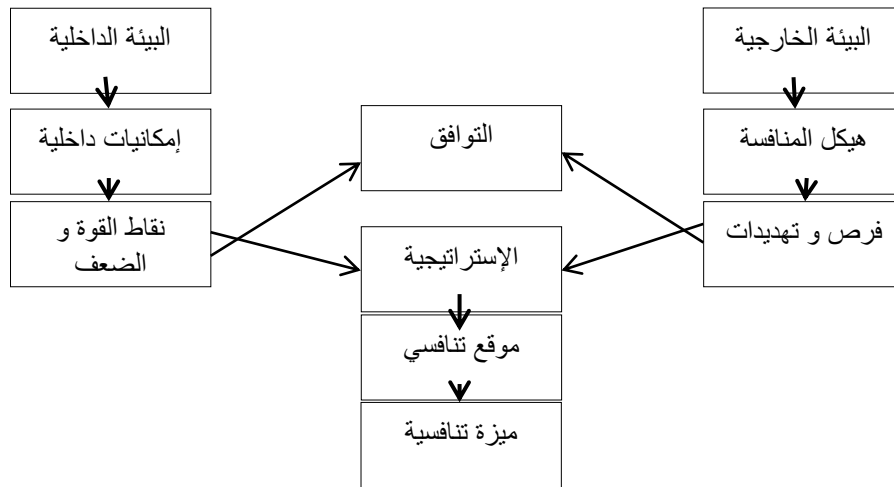 البيئة الخارجية
هيكل المنافسة
فرص و تهديدات
التوافق
الإستراتيجية
موقع تنافسي
ميزة تنافسية
البيئة الداخلية
إمكانيات داخلية
نقاط القوة و
الضعف